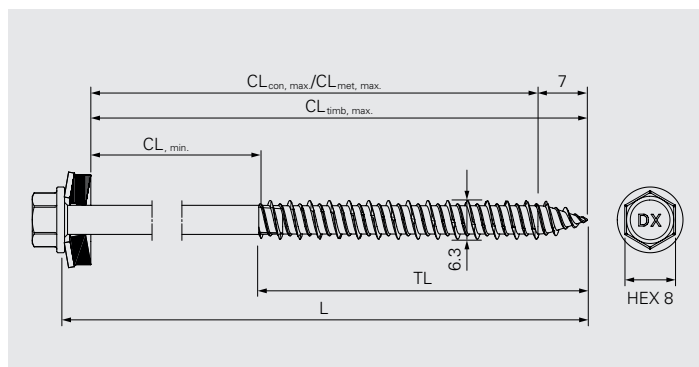 CLcon, max./CLmet, max.
7
CLtimb, max.
CL, min.
6.3
DX
TL
HEX 8
L